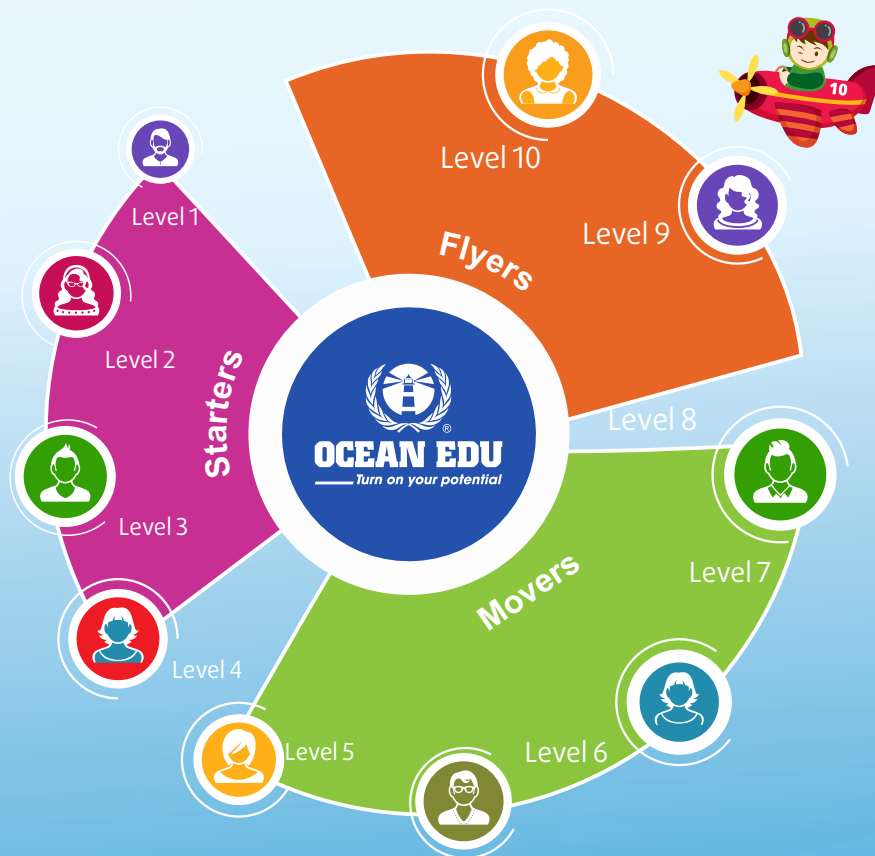 10
Level 10
Level 9
Flyers
Level 1
Level 2
Starters
Level 3
Level 4
®
OCEAN EDU
Turn on your potential
Level 8
Level 7
Movers
Level 6
Level 5